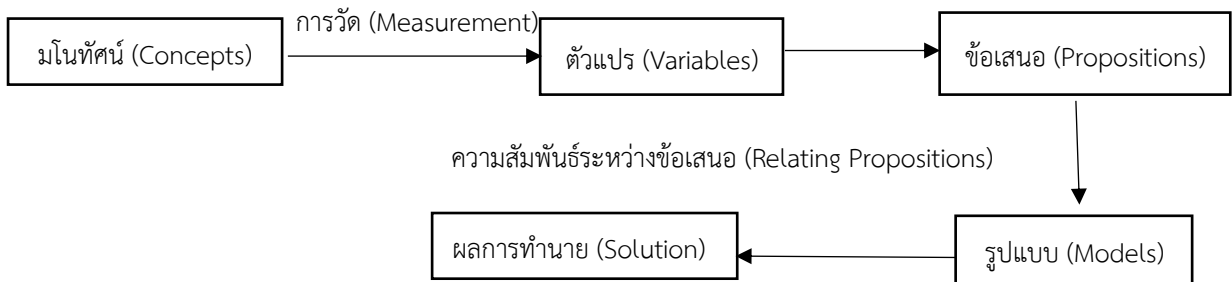 การวัด (Measurement)
มโนทัศน์ (Concepts)
ตัวแปร (Variables)
ข้อเสนอ (Propositions)
ความสัมพันธ์ระหว่างข้อเสนอ (Relating Propositions)
ผลการทำนาย (Solution)
รูปแบบ (Models)